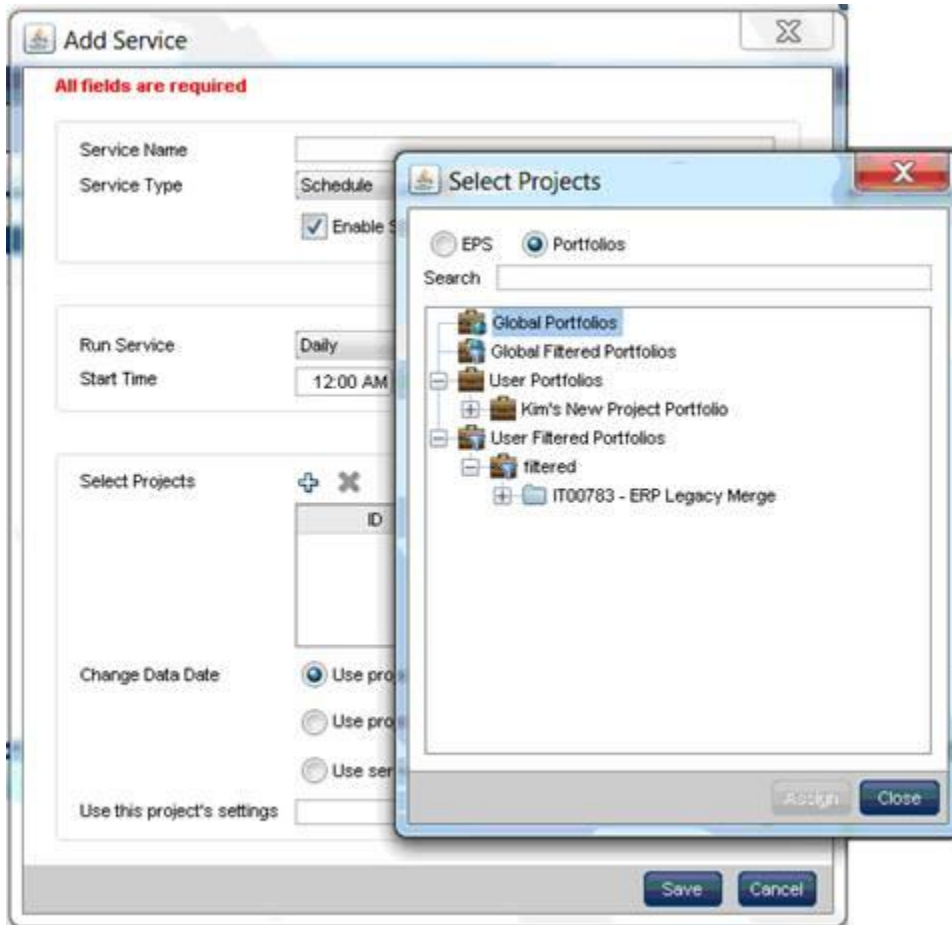 Add Service
All fields are required
Service Name
Service Type
Schedule
Enable S
Run Service
Daily
Start Time
12:00 AM
Select Projects
ID
Change Data Date
Use pro
Use pro
Use ser
Use this project's settings
Save
Cancel
Select Projects
EPS
Portfolios
Search
Global Portfolios
Global Filtered Portfolios
User Portfolios
Kim's New Project Portfolio
User Filtered Portfolios
filtered
IT00783 - ERP Legacy Merge
Assign
Close